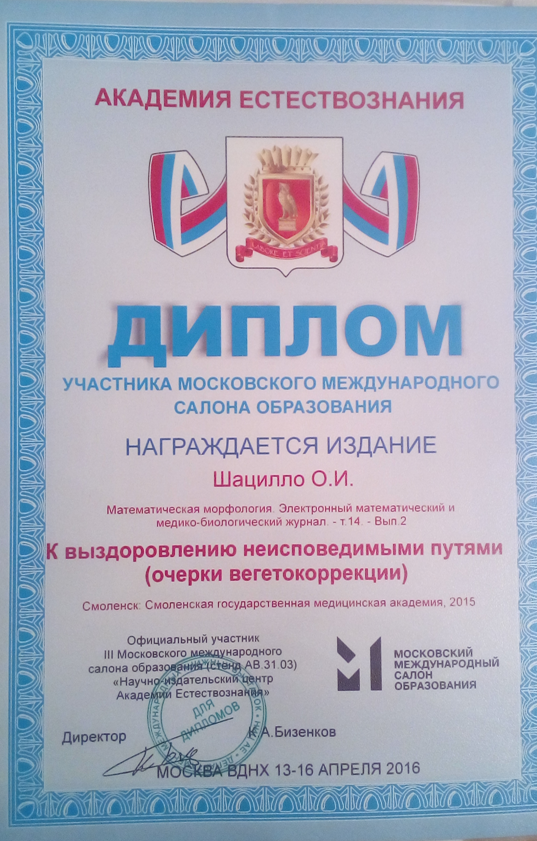 АКАДЕМИЯ ЕСТЕСТВОЗНАНИЯ
ДИПЛОМ
УЧАСТНИКА МОСКОВСКОГО МЕЖДУНАРОДНОГО
САЛОНА ОБРАЗОВАНИЯ
НАГРАЖДАЕТСЯ ИЗДАНИЕ
Шацилло О.И.
Математическая морфология. Электронный математический и
медико-биологический журнал. - т.14. - Вып.2
К выздоровлению неисповедимыми путями
(очерки вегетокоррекции)
Смоленск: Смоленская государственная медицинская академия, 2015
Официальный участник
III Московского международного
салона образования (стенд АВ.31.03)
«Научно-издательский центр
Академии Естествознания»
МОСКОВСКИЙ
МЕЖДУНАРОДНЫЙ
САЛОН
ОБРАЗОВАНИЯ
ДЛЯ
ДИПЛОМОВ
Директор К.А.Бизенков
МОСКВА ВДНХ 13-16 АПРЕЛЯ 2016